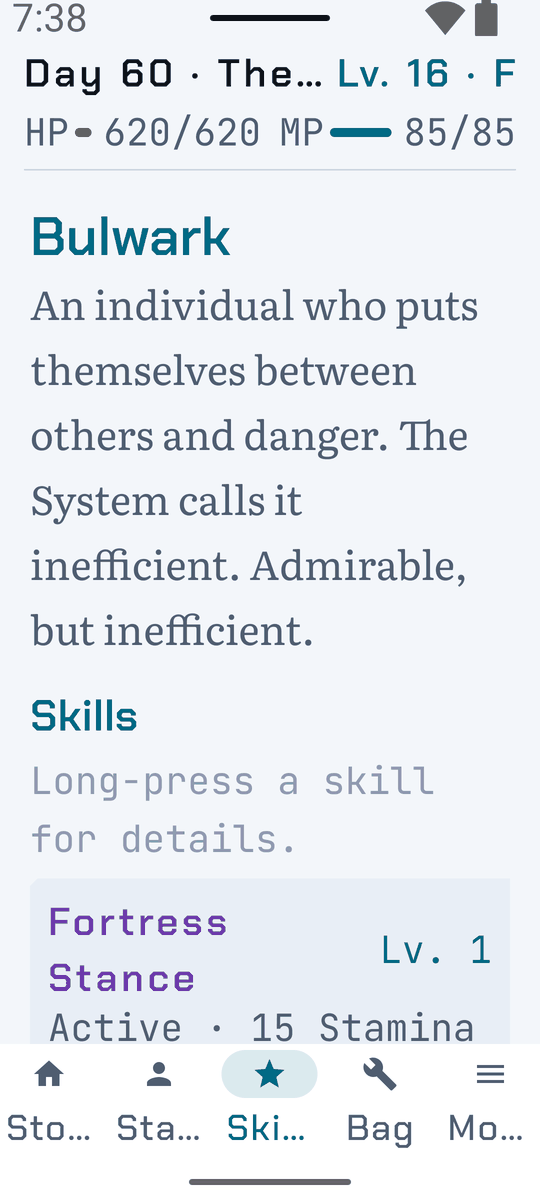 7:38
Day 60 · The… Lv. 16 · F
HP 620/620 MP 85/85
Bulwark
An individual who puts
themselves between
others and danger. The
System calls it
inefficient. Admirable,
but inefficient.
Skills
Long-press a skill
for details.
Fortress
Stance
Lv. 1
Active · 15 Stamina
Sto… Sta… Ski… Bag Mo…